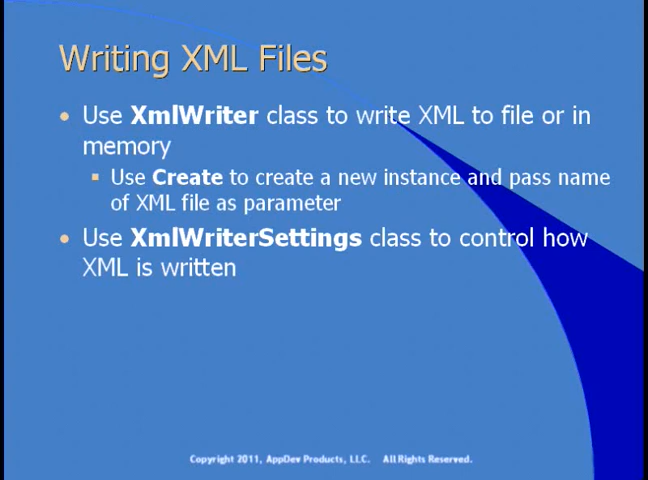 Writing XML Files
• Use XmlWriter class to write XML to file or in
memory
▪ Use Create to create a new instance and pass name
of XML file as parameter
• Use XmlWriterSettings class to control how
XML is written
Copyright 2011, AppDev Products, LLC. All Rights Reserved.